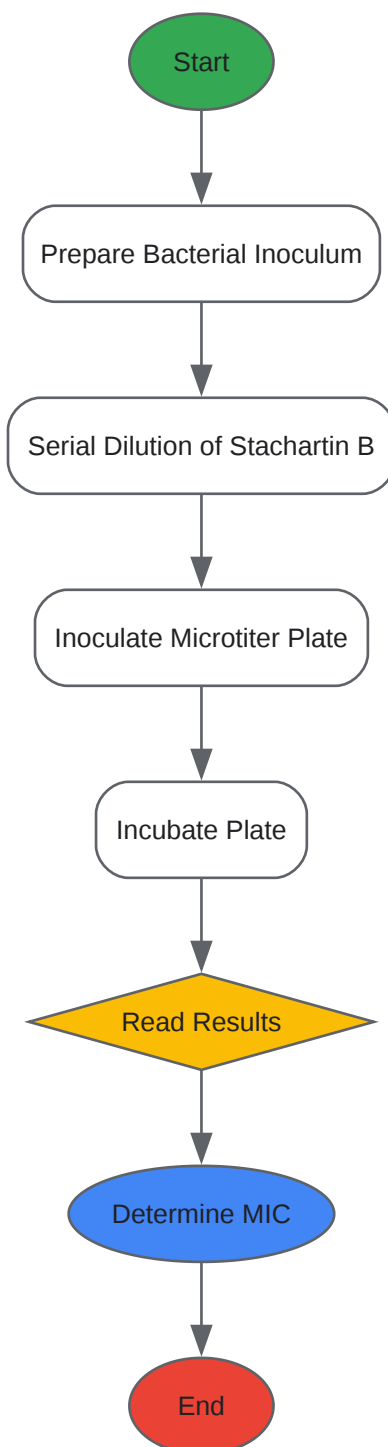 Start
Prepare Bacterial Inoculum
Serial Dilution of Stachartin B
Inoculate Microtiter Plate
Incubate Plate
Read Results
Determine MIC
End